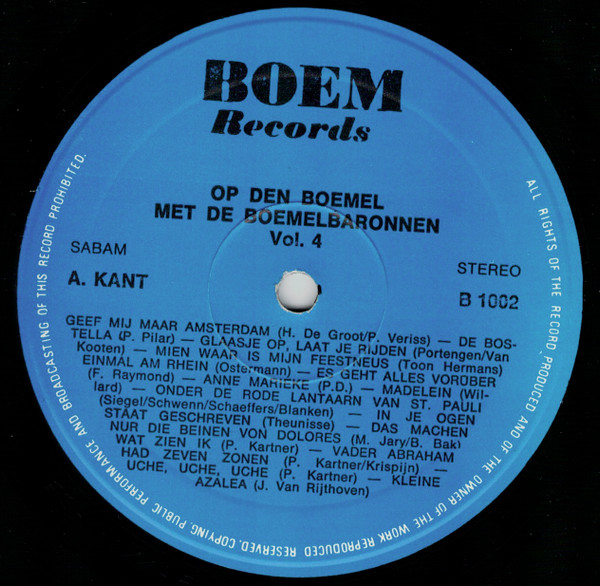 BOEM
Records
OP DEN BOEMEL
MET DE BOEMELBARONNEN
Vol. 4
SABAM
STEREO
A. KANT
B 1002
GEEF MIJ MAAR AMSTERDAM (H. De Groot/P. Veriss) — DE BOS-
TELLA (P. Pilar) — GLAASJE OP, LAAT JE RIJDEN (Portengen/Van
Kooten) — MIEN WAAR IS MIJN FEESTNEUS (Toon Hermans)
EINMAL AM RHEIN (Ostermann) — ES GEHT ALLES VORÜBER
(F. Raymond) — ANNE MARIEKE (P.D.) — MADELEIN (Wil-
lard) — ONDER DE RODE LANTAARN VAN ST. PAULI
(Siegel/Schwenn/Schaeffers/Blanken) — IN JE OGEN
STAAT GESCHREVEN (Theunisse) — DAS MACHEN
NUR DIE BEINEN VON DOLORES (M. Jary/B. Bak)
WAT ZIEN IK (P. Kartner) — VADER ABRAHAM
HAD ZEVEN ZONEN (P. Kartner/Krispijn) —
UCHE, UCHE, UCHE (P. Kartner) — KLEINE
AZALEA (J. Van Rijthoven)
ALL RIGHTS OF THE RECORD PRODUCED AND OF THE OWNER OF THE WORK REPRODUCED RESERVED. COPYING. PUBLIC PERFORMANCE AND BROADCASTING OF THIS RECORD PROHIBITED.